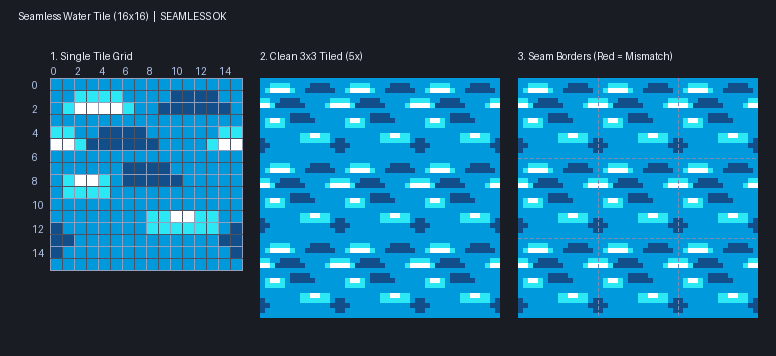 Seamless Water Tile (16x16) | SEAMLESS OK
1. Single Tile Grid
2. Clean 3x3 Tiled (5x)
3. Seam Borders (Red = Mismatch)
0 2 4 6 8 10 12 14
0
2
4
6
8
10
12
14